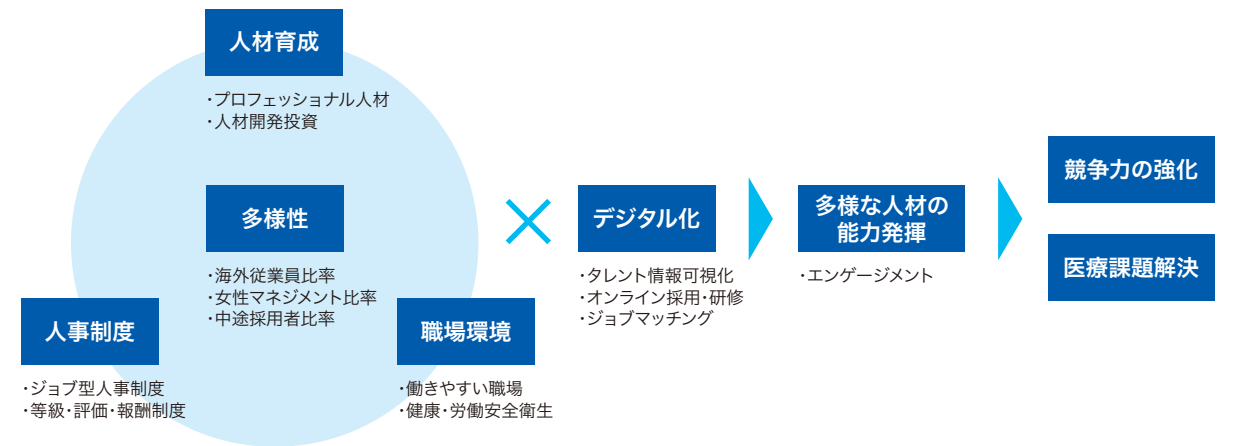 人材育成
・プロフェッショナル人材
・人材開発投資
多様性
・海外従業員比率
・女性マネジメント比率
・中途採用者比率
人事制度
・ジョブ型人事制度
・等級・評価・報酬制度
職場環境
・働きやすい職場
・健康・労働安全衛生
×
デジタル化
・タレント情報可視化
・オンライン採用・研修
・ジョブマッチング
多様な人材の
能力発揮
・エンゲージメント
競争力の強化
医療課題解決